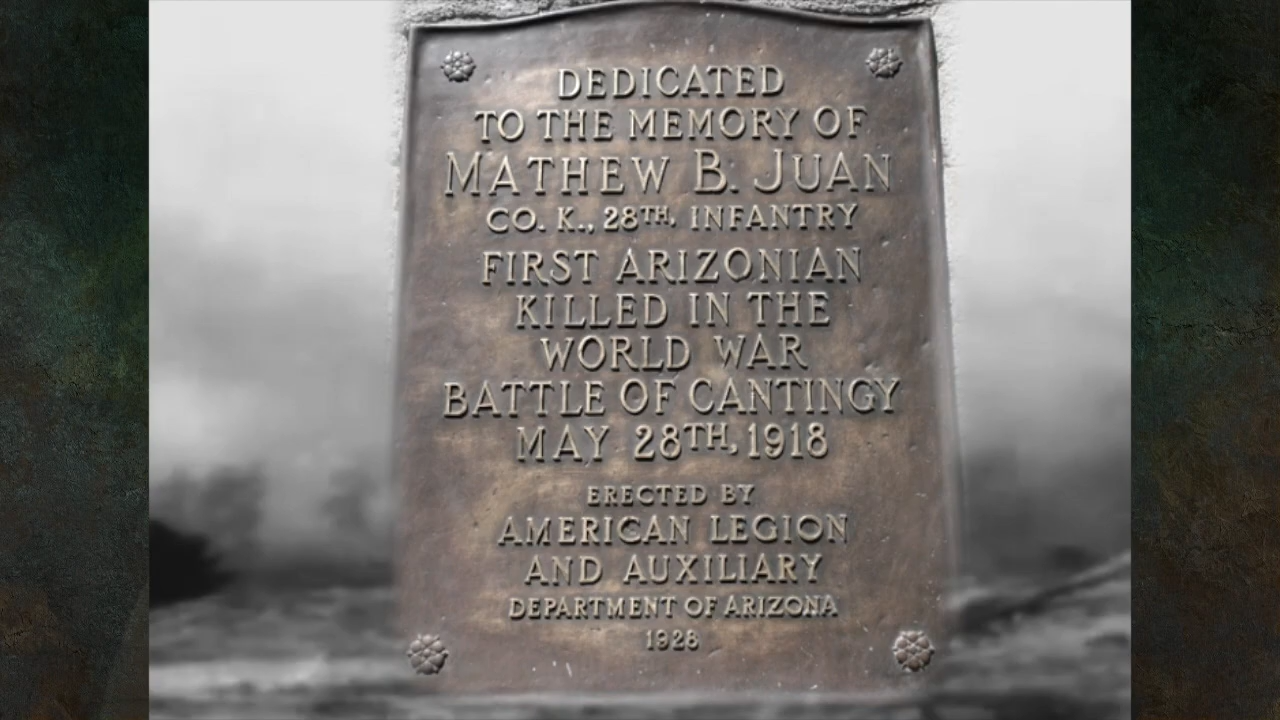 DEDICATED
TO THE MEMORY OF
MATHEW B. JUAN
CO. K., 28TH. INFANTRY
FIRST ARIZONIAN
KILLED IN THE
WORLD WAR
BATTLE OF CANTINGY
MAY 28TH, 1918
ERECTED BY
AMERICAN LEGION
AND AUXILIARY
DEPARTMENT OF ARIZONA
1928